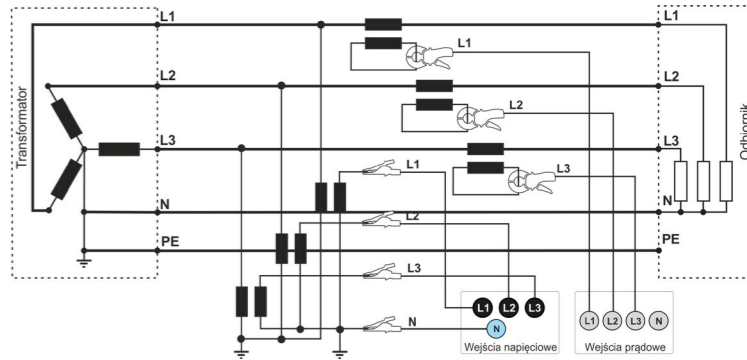 Transformator
L1
L2
L3
N
PE
L1
L2
L3
L1
L2
L3
N
L1
L2
L3
N
PE
Odbiornik
L1 L2 L3
N
Wejścia napięciowe
L1 L2 L3 N
Wejścia prądowe